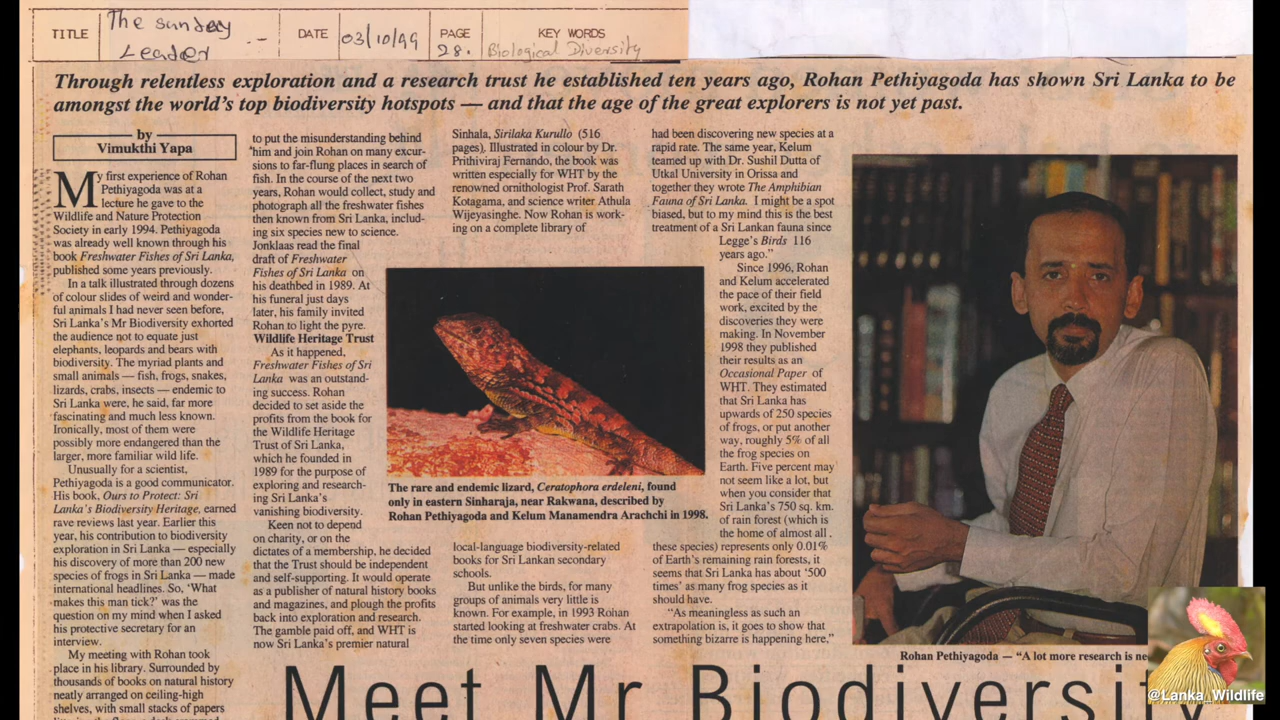 TITLE The sunday Leader DATE 03/10/99 PAGE 28. KEY WORDS Biological Diversity
Through relentless exploration and a research trust he established ten years ago, Rohan Pethiyagoda has shown Sri Lanka to be
amongst the world's top biodiversity hotspots — and that the age of the great explorers is not yet past.
by
Vimukthi Yapa
My first experience of Rohan
Pethiyagoda was at a
lecture he gave to the
Wildlife and Nature Protection
Society in early 1994. Pethiyagoda
was already well known through his
book Freshwater Fishes of Sri Lanka,
published some years previously.
In a talk illustrated through dozens
of colour slides of weird and wonder-
ful animals I had never seen before,
Sri Lanka's Mr Biodiversity exhorted
the audience not to equate just
elephants, leopards and bears with
biodiversity. The myriad plants and
small animals — fish, frogs, snakes,
lizards, crabs, insects — endemic to
Sri Lanka were, he said, far more
fascinating and much less known.
Ironically, most of them were
possibly more endangered than the
larger, more familiar wild life.
Unusually for a scientist,
Pethiyagoda is a good communicator.
His book, Ours to Protect: Sri
Lanka's Biodiversity Heritage, earned
rave reviews last year. Earlier this
year, his contribution to biodiversity
exploration in Sri Lanka — especially
his discovery of more than 200 new
species of frogs in Sri Lanka — made
international headlines. So, 'What
makes this man tick?' was the
question on my mind when I asked
his protective secretary for an
interview.
My meeting with Rohan took
place in his library. Surrounded by
thousands of books on natural history
neatly arranged on ceiling-high
shelves, with small stacks of papers
to put the misunderstanding behind
him and join Rohan on many excur-
sions to far-flung places in search of
fish. In the course of the next two
years, Rohan would collect, study and
photograph all the freshwater fishes
then known from Sri Lanka, includ-
ing six species new to science.
Jonklaas read the final
draft of Freshwater
Fishes of Sri Lanka on
his deathbed in 1989. At
his funeral just days
later, his family invited
Rohan to light the pyre.
Wildlife Heritage Trust
As it happened,
Freshwater Fishes of Sri
Lanka was an outstand-
ing success. Rohan
decided to set aside the
profits from the book for
the Wildlife Heritage
Trust of Sri Lanka,
which he founded in
1989 for the purpose of
exploring and research-
ing Sri Lanka's
vanishing biodiversity.
Keen not to depend
on charity, or on the
dictates of a membership, he decided
that the Trust should be independent
and self-supporting. It would operate
as a publisher of natural history books
and magazines, and plough the profits
back into exploration and research.
The gamble paid off, and WHT is
now Sri Lanka's premier natural
Sinhala, Sirilaka Kurullo (516
pages). Illustrated in colour by Dr.
Prithiviraj Fernando, the book was
written especially for WHT by the
renowned ornithologist Prof. Sarath
Kotagama, and science writer Athula
Wijeyasinghe. Now Rohan is work-
ing on a complete library of
The rare and endemic lizard, Ceratophora erdeleni, found
only in eastern Sinharaja, near Rakwana, described by
Rohan Pethiyagoda and Kelum Manamendra Arachchi in 1998.
local-language biodiversity-related
books for Sri Lankan secondary
schools.
But unlike the birds, for many
groups of animals very little is
known. For example, in 1993 Rohan
started looking at freshwater crabs. At
the time only seven species were
had been discovering new species at a
rapid rate. The same year, Kelum
teamed up with Dr. Sushil Dutta of
Utkal University in Orissa and
together they wrote The Amphibian
Fauna of Sri Lanka. I might be a spot
biased, but to my mind this is the best
treatment of a Sri Lankan fauna since
Legge's Birds 116
years ago."
Since 1996, Rohan
and Kelum accelerated
the pace of their field
work, excited by the
discoveries they were
making. In November
1998 they published
their results as an
Occasional Paper of
WHT. They estimated
that Sri Lanka has
upwards of 250 species
of frogs, or put another
way, roughly 5% of all
the frog species on
Earth. Five percent may
not seem like a lot, but
when you consider that
Sri Lanka's 750 sq. km.
of rain forest (which is
the home of almost all
these species) represents only 0.01%
of Earth's remaining rain forests, it
seems that Sri Lanka has about '500
times' as many frog species as it
should have.
"As meaningless as such an
extrapolation is, it goes to show that
something bizarre is happening here,"
Rohan Pethiyagoda — "A lot more research is ne
Meet Mr Biodiversity
@Lanka_Wildlife